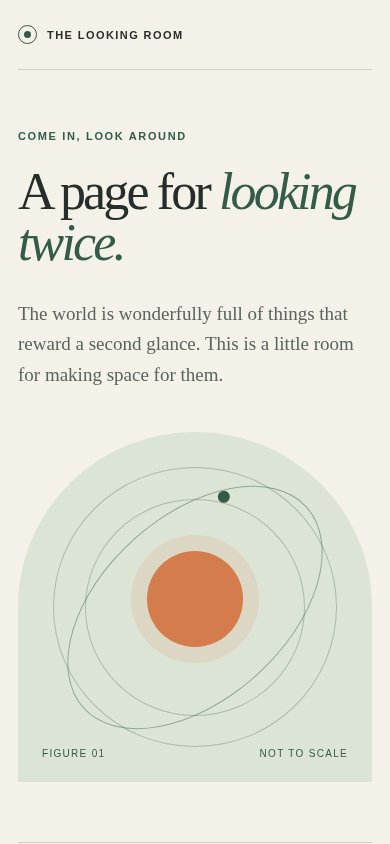 THE LOOKING ROOM
COME IN, LOOK AROUND
A page for looking
twice.
The world is wonderfully full of things that
reward a second glance. This is a little room
for making space for them.
FIGURE 01
NOT TO SCALE